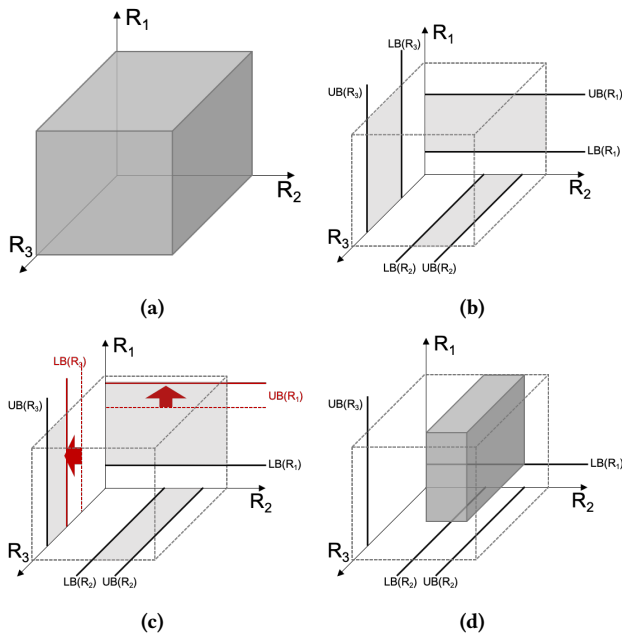 R1
R2
R3
(a)
R1
LB(R3)
UB(R3)
UB(R1)
LB(R1)
R2
R3
LB(R2)
UB(R2)
(b)
R1
LB(R3)
UB(R3)
UB(R1)
LB(R1)
R2
R3
LB(R2)
UB(R2)
(c)
R1
UB(R3)
LB(R1)
R2
R3
LB(R2)
UB(R2)
(d)